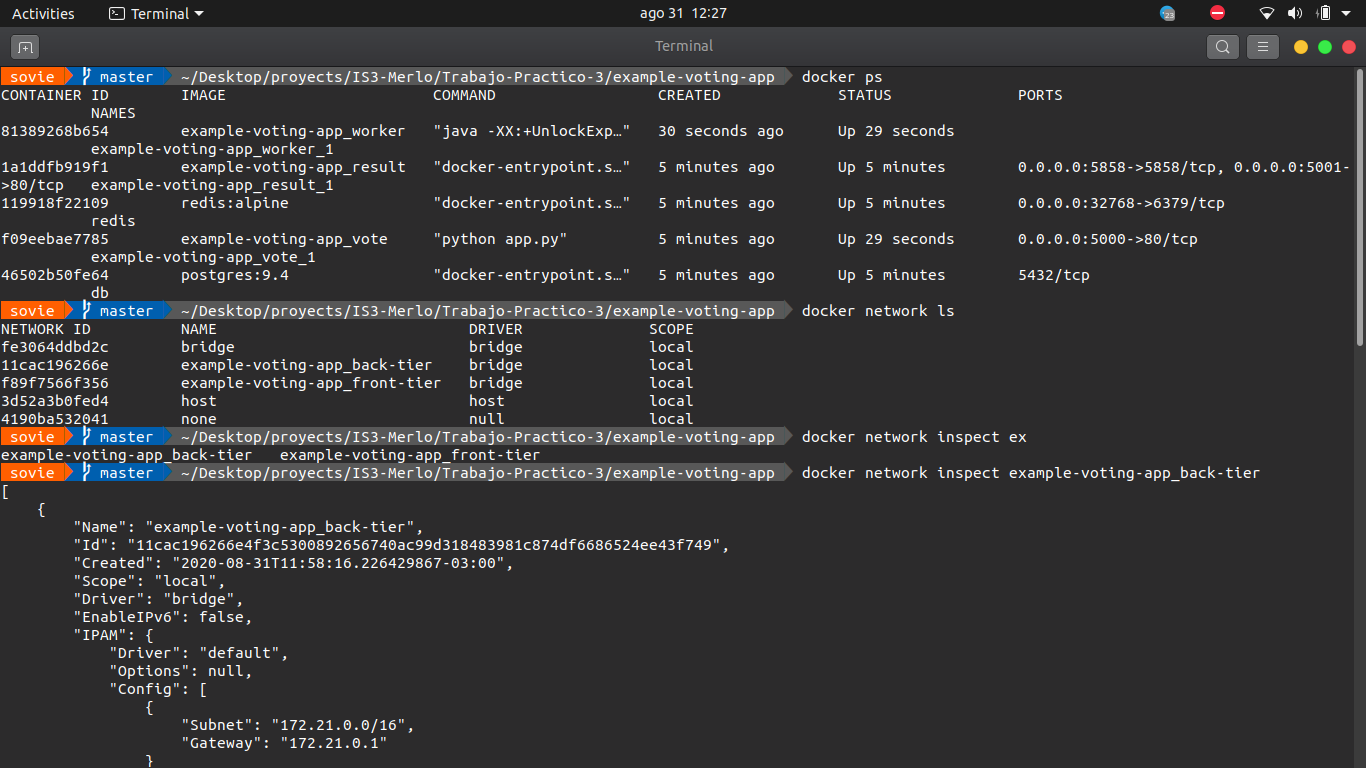 Activities Terminal ago 31 12:27 23
Terminal
sovie master ~/Desktop/proyects/IS3-Merlo/Trabajo-Practico-3/example-voting-app docker ps
CONTAINER ID        IMAGE                       COMMAND                  CREATED             STATUS              PORTS
          NAMES
81389268b654        example-voting-app_worker   "java -XX:+UnlockExp…"   30 seconds ago      Up 29 seconds
          example-voting-app_worker_1
1a1ddfb919f1        example-voting-app_result   "docker-entrypoint.s…"   5 minutes ago       Up 5 minutes        0.0.0.0:5858->5858/tcp, 0.0.0.0:5001-
>80/tcp   example-voting-app_result_1
119918f22109        redis:alpine                "docker-entrypoint.s…"   5 minutes ago       Up 5 minutes        0.0.0.0:32768->6379/tcp
          redis
f09eebae7785        example-voting-app_vote     "python app.py"          5 minutes ago       Up 29 seconds       0.0.0.0:5000->80/tcp
          example-voting-app_vote_1
46502b50fe64        postgres:9.4                "docker-entrypoint.s…"   5 minutes ago       Up 5 minutes        5432/tcp
          db
sovie master ~/Desktop/proyects/IS3-Merlo/Trabajo-Practico-3/example-voting-app docker network ls
NETWORK ID          NAME                            DRIVER              SCOPE
fe3064ddbd2c        bridge                          bridge              local
11cac196266e        example-voting-app_back-tier    bridge              local
f89f7566f356        example-voting-app_front-tier   bridge              local
3d52a3b0fed4        host                            host                local
4190ba532041        none                            null                local
sovie master ~/Desktop/proyects/IS3-Merlo/Trabajo-Practico-3/example-voting-app docker network inspect ex
example-voting-app_back-tier   example-voting-app_front-tier
sovie master ~/Desktop/proyects/IS3-Merlo/Trabajo-Practico-3/example-voting-app docker network inspect example-voting-app_back-tier
[
    {
        "Name": "example-voting-app_back-tier",
        "Id": "11cac196266e4f3c5300892656740ac99d318483981c874df6686524ee43f749",
        "Created": "2020-08-31T11:58:16.226429867-03:00",
        "Scope": "local",
        "Driver": "bridge",
        "EnableIPv6": false,
        "IPAM": {
            "Driver": "default",
            "Options": null,
            "Config": [
                {
                    "Subnet": "172.21.0.0/16",
                    "Gateway": "172.21.0.1"
                }